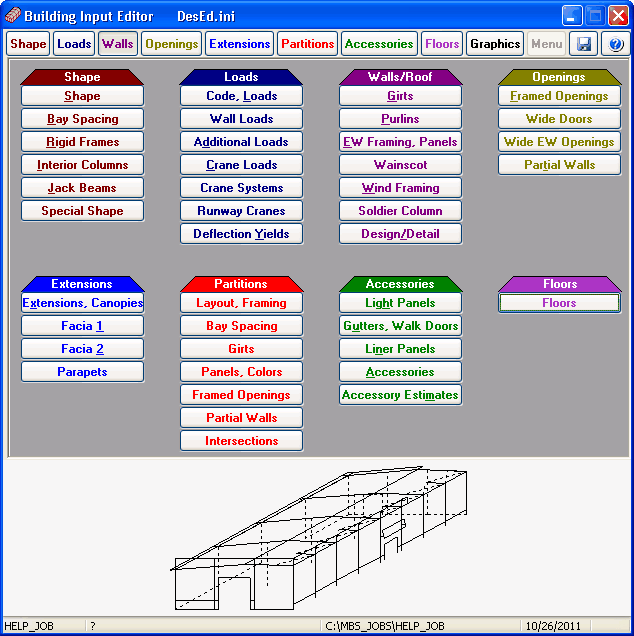 Building Input Editor DesEd.ini
Shape Loads Walls Openings Extensions Partitions Accessories Floors Graphics Menu
Shape
Shape
Bay Spacing
Rigid Frames
Interior Columns
Jack Beams
Special Shape
Loads
Code, Loads
Wall Loads
Additional Loads
Crane Loads
Crane Systems
Runway Cranes
Deflection Yields
Walls/Roof
Girts
Purlins
EW Framing, Panels
Wainscot
Wind Framing
Soldier Column
Design/Detail
Openings
Framed Openings
Wide Doors
Wide EW Openings
Partial Walls
Extensions
Extensions, Canopies
Facia 1
Facia 2
Parapets
Partitions
Layout, Framing
Bay Spacing
Girts
Panels, Colors
Framed Openings
Partial Walls
Intersections
Accessories
Light Panels
Gutters, Walk Doors
Liner Panels
Accessories
Accessory Estimates
Floors
Floors
HELP_JOB ? C:\MBS_JOBS\HELP_JOB 10/26/2011